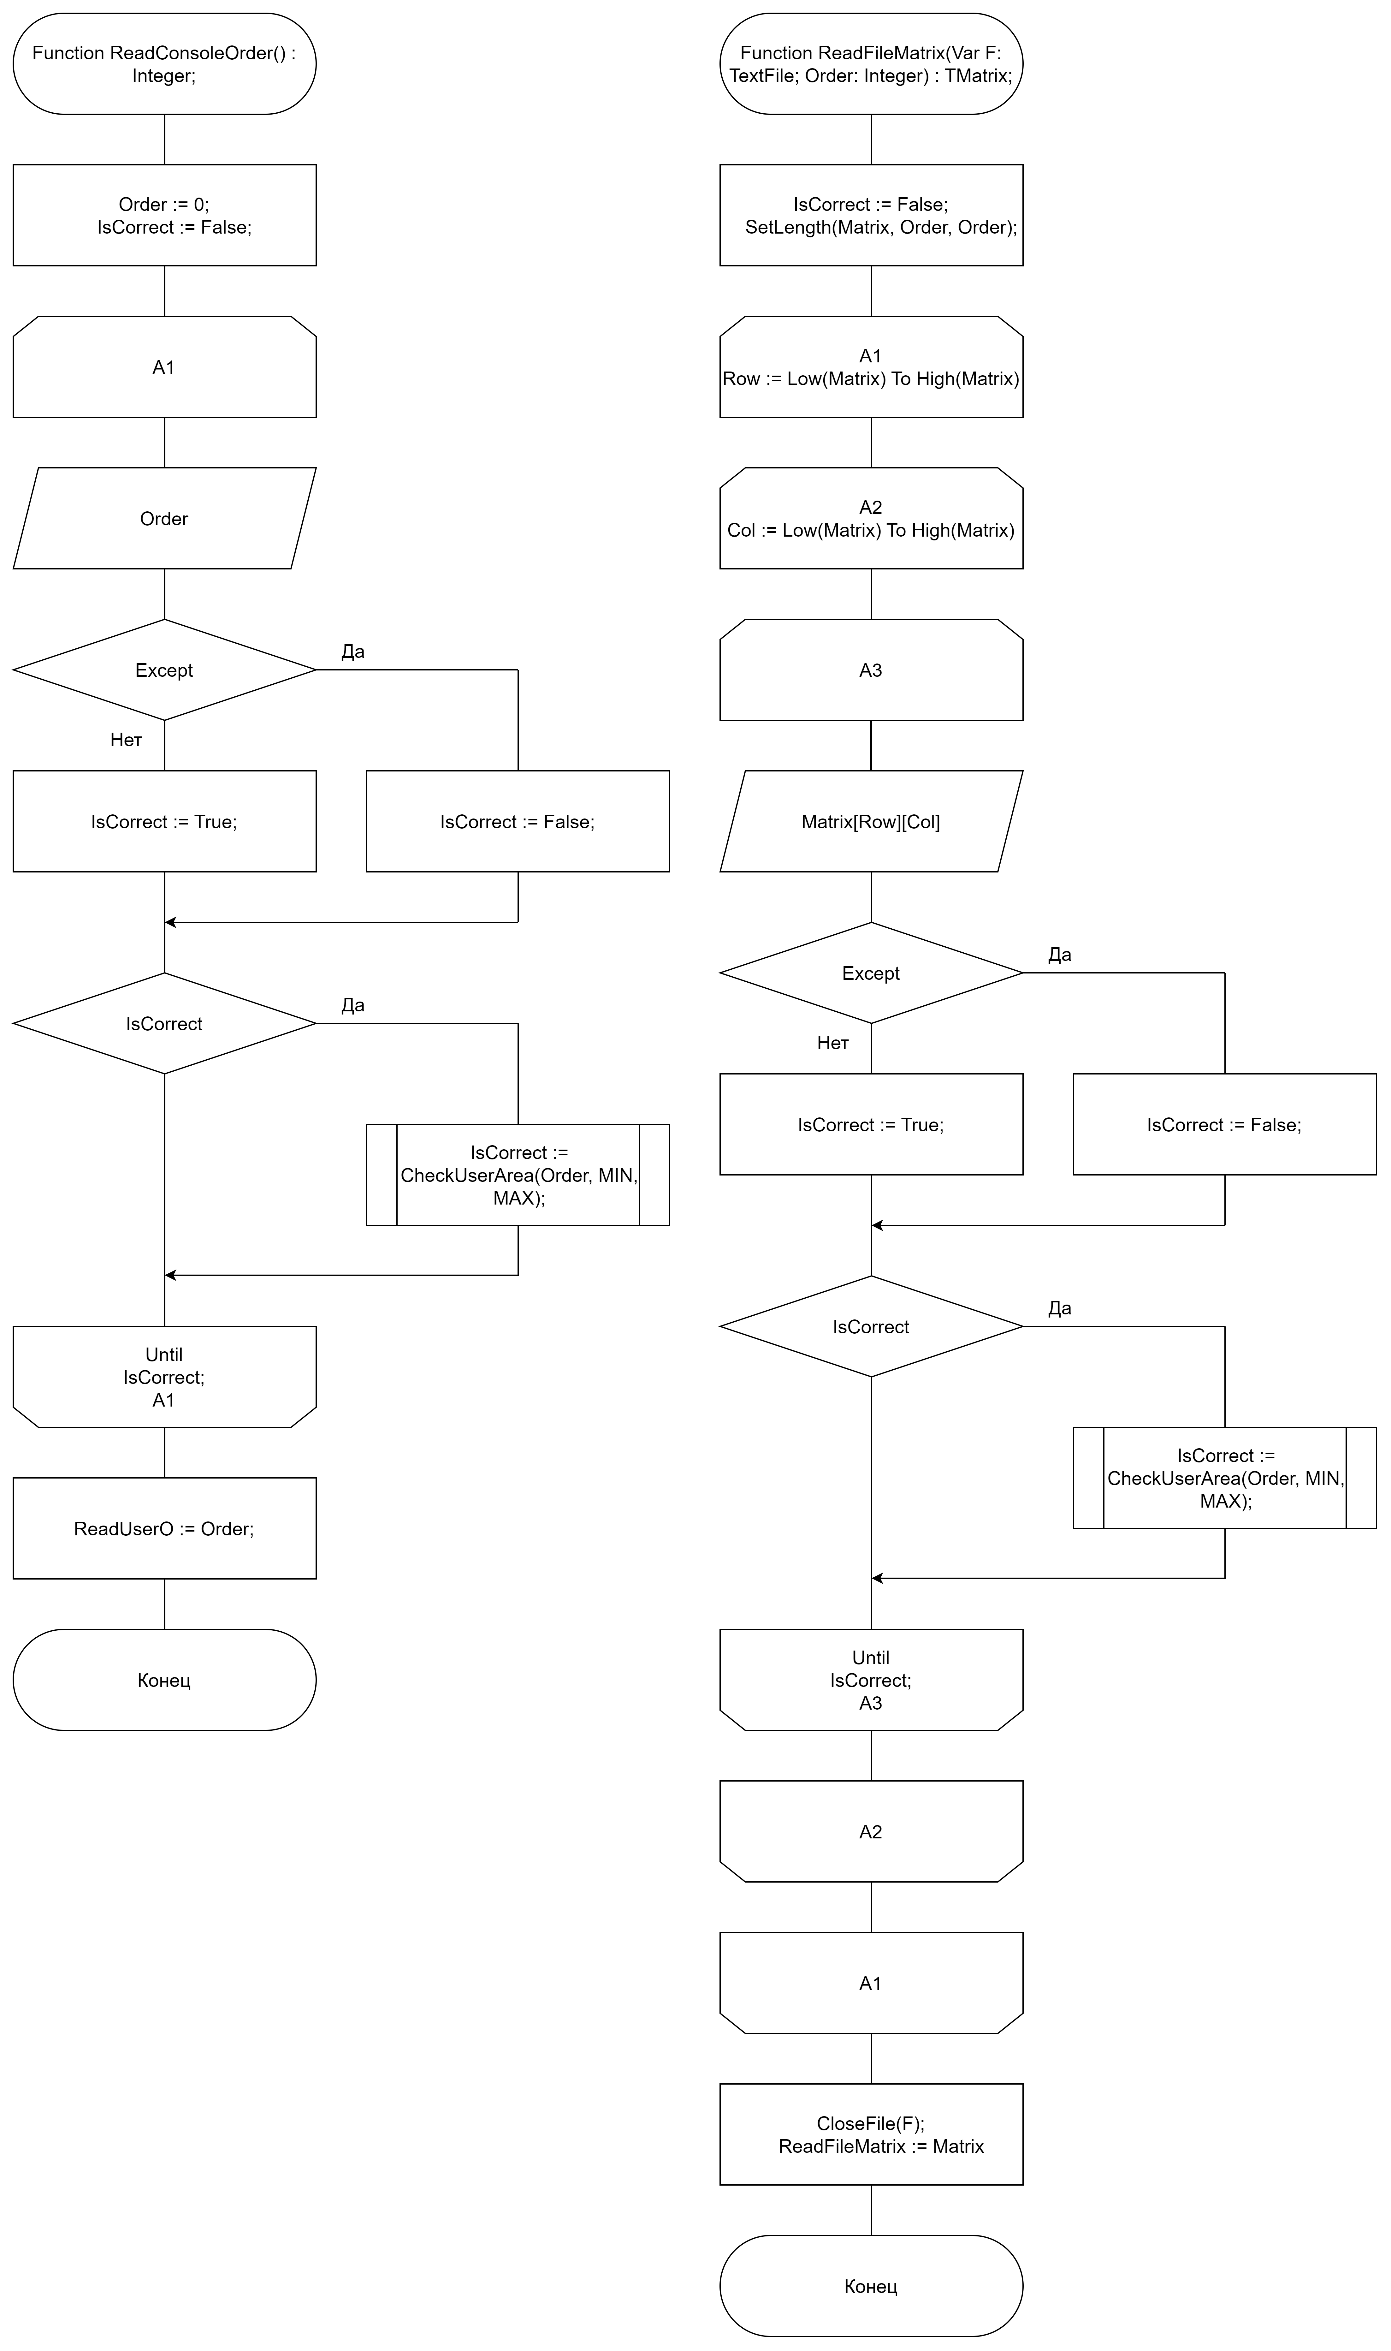 Function ReadConsoleOrder() :
Integer;
Order := 0;
IsCorrect := False;
A1
Order
Except
Да
Нет
IsCorrect := True;
IsCorrect := False;
IsCorrect
Да
IsCorrect :=
CheckUserArea(Order, MIN,
MAX);
Until
IsCorrect;
A1
ReadUserO := Order;
Конец
Function ReadFileMatrix(Var F:
TextFile; Order: Integer) : TMatrix;
IsCorrect := False;
SetLength(Matrix, Order, Order);
A1
Row := Low(Matrix) To High(Matrix)
A2
Col := Low(Matrix) To High(Matrix)
A3
Matrix[Row][Col]
Except
Да
Нет
IsCorrect := True;
IsCorrect := False;
IsCorrect
Да
IsCorrect :=
CheckUserArea(Order, MIN,
MAX);
Until
IsCorrect;
A3
A2
A1
CloseFile(F);
ReadFileMatrix := Matrix
Конец